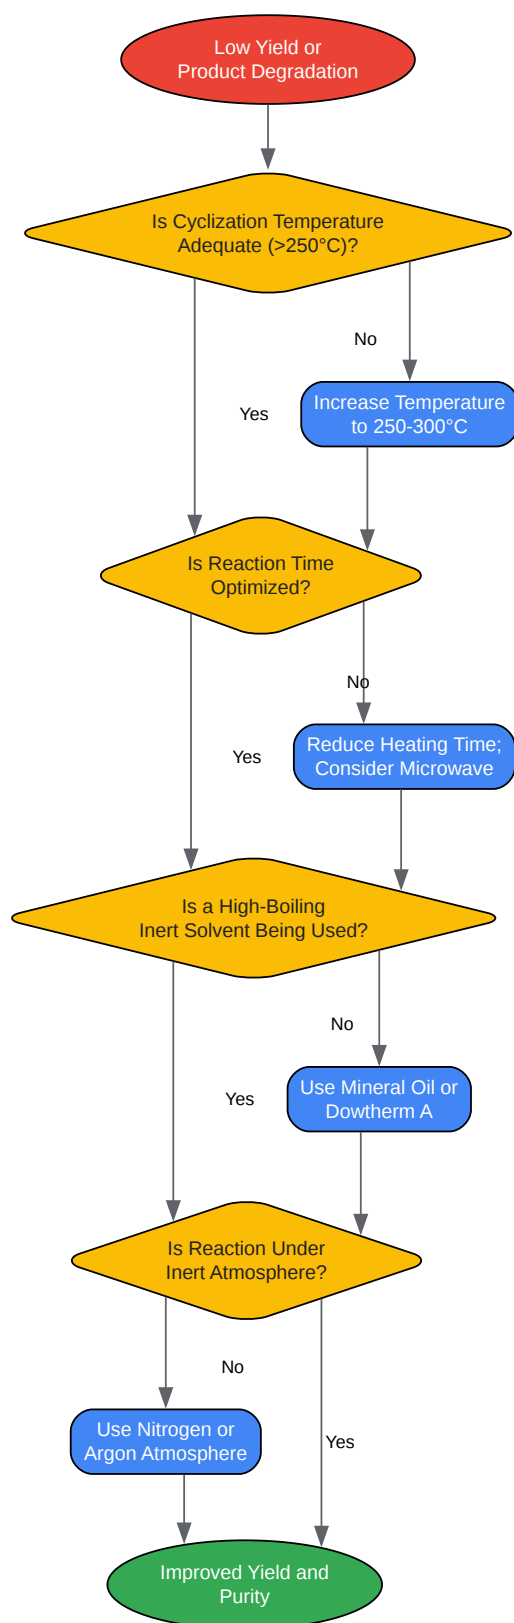 Low Yield or
Product Degradation
Is Cyclization Temperature
Adequate (>250°C)?
No
Increase Temperature
to 250-300°C
Yes
Is Reaction Time
Optimized?
No
Reduce Heating Time;
Consider Microwave
Yes
Is a High-Boiling
Inert Solvent Being Used?
No
Use Mineral Oil or
Dowtherm A
Yes
Is Reaction Under
Inert Atmosphere?
No
Use Nitrogen or
Argon Atmosphere
Yes
Improved Yield and
Purity